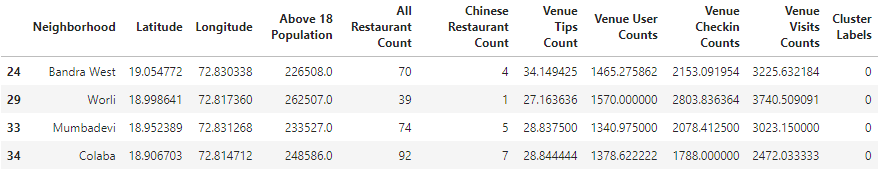 Neighborhood Latitude Longitude Above 18 Population All Restaurant Count Chinese Restaurant Count Venue Tips Count Venue User Counts Venue Checkin Counts Venue Visits Counts Cluster Labels
24 Bandra West 19.054772 72.830338 226508.0 70 4 34.149425 1465.275862 2153.091954 3225.632184 0
29 Worli 18.998641 72.817360 262507.0 39 1 27.163636 1570.000000 2803.836364 3740.509091 0
33 Mumbadevi 18.952389 72.831268 233527.0 74 5 28.837500 1340.975000 2078.412500 3023.150000 0
34 Colaba 18.906703 72.814712 248586.0 92 7 28.844444 1378.622222 1788.000000 2472.033333 0